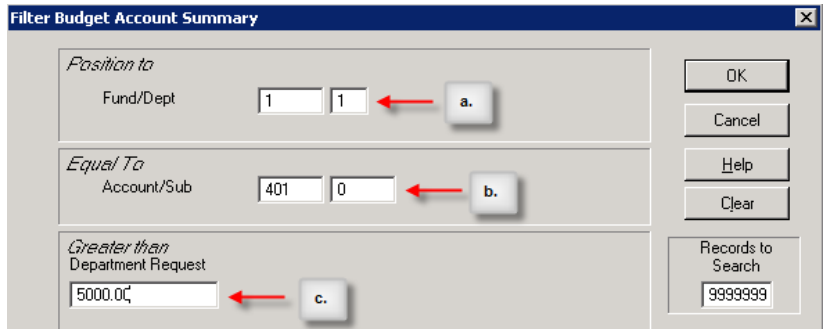 Filter Budget Account Summary
Position to
Fund/Dept 1 1 a.
OK
Cancel
Equal To
Account/Sub 401 0 b.
Help
Clear
Greater than
Department Request
5000.00 c.
Records to
Search
9999999